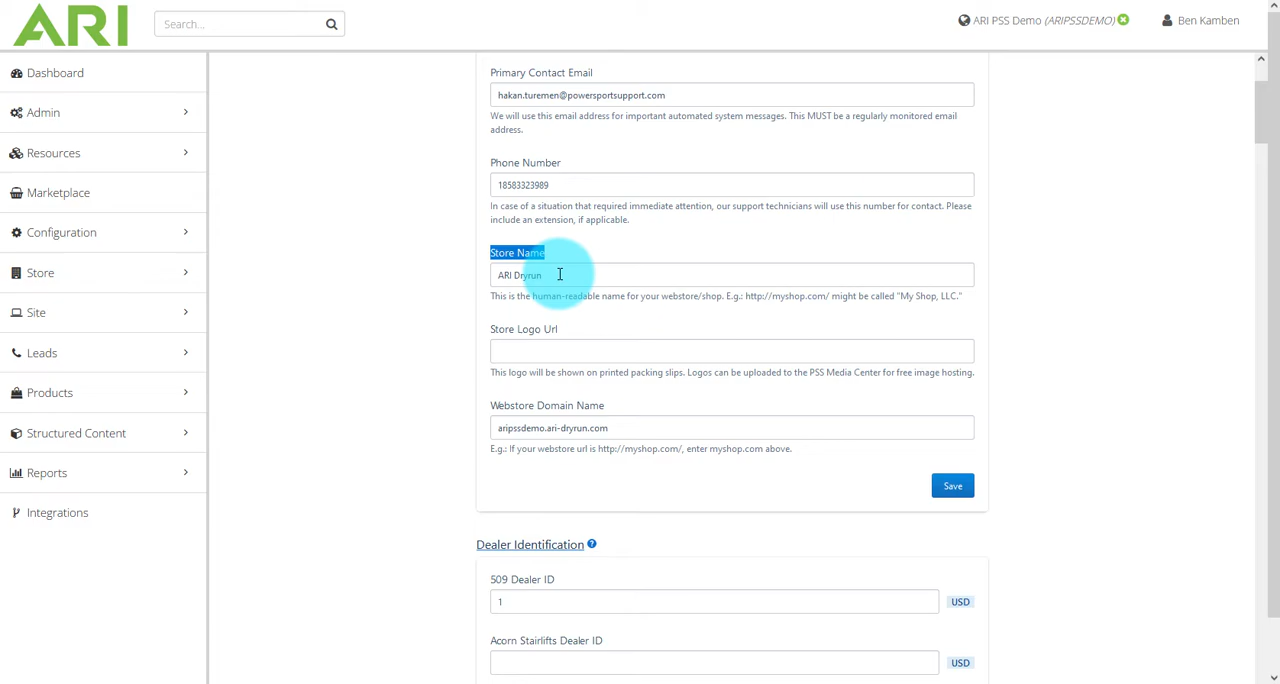 ARI
Search...
ARI PSS Demo (ARIPSSDEMO)
Ben Kamben
Dashboard
Admin
Resources
Marketplace
Configuration
Store
Site
Leads
Products
Structured Content
Reports
Integrations
Primary Contact Email
hakan.turemen@powersportsupport.com
We will use this email address for important automated system messages. This MUST be a regularly monitored email
address.
Phone Number
18583323989
In case of a situation that required immediate attention, our support technicians will use this number for contact. Please
include an extension, if applicable.
Store Name
ARI Dryrun
This is the human-readable name for your webstore/shop. E.g.: http://myshop.com/ might be called "My Shop, LLC."
Store Logo Url
This logo will be shown on printed packing slips. Logos can be uploaded to the PSS Media Center for free image hosting.
Webstore Domain Name
aripssdemo.ari-dryrun.com
E.g.: If your webstore url is http://myshop.com/, enter myshop.com above.
Save
Dealer Identification
509 Dealer ID
1
USD
Acorn Stairlifts Dealer ID
USD